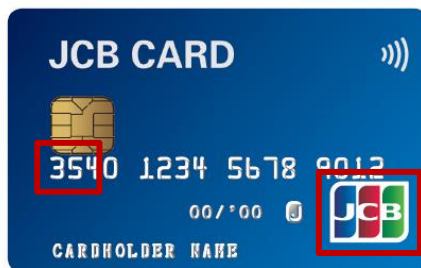 JCB CARD
3540 1234 5678 9012
00/'00 J
JCB
CARDHOLDER NAME